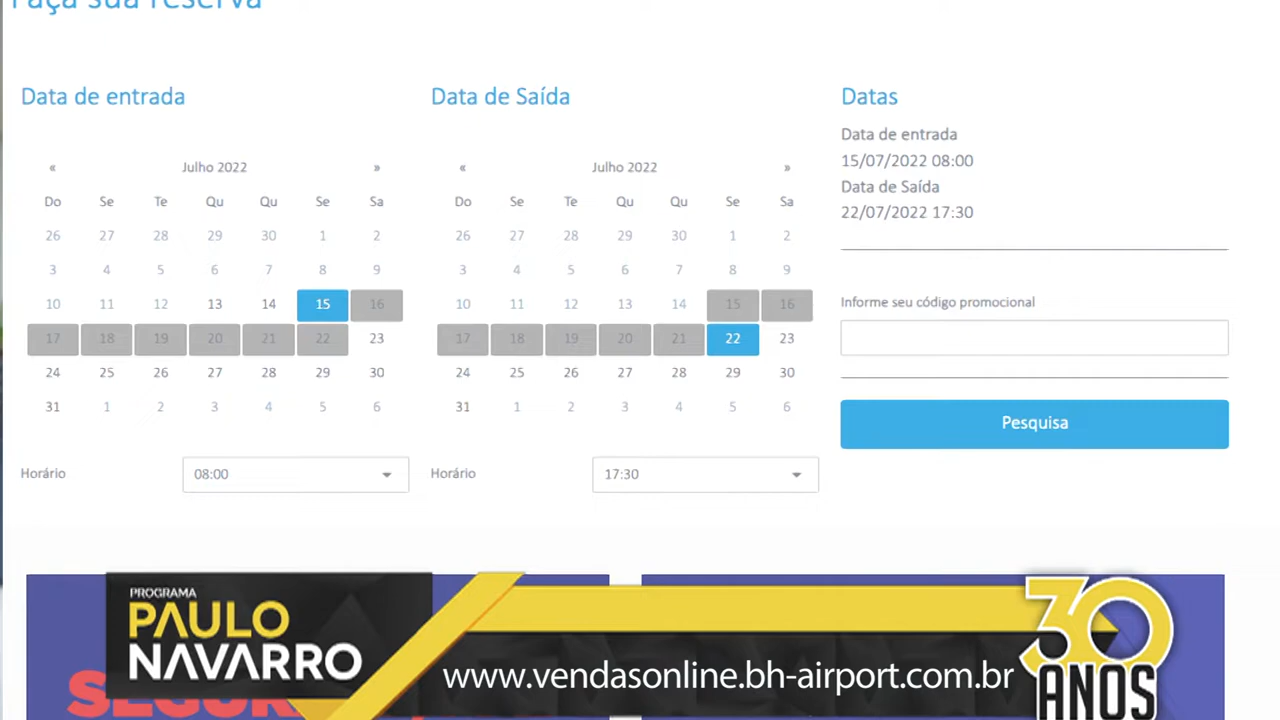 Faça sua reserva
Data de entrada
« Julho 2022 »
Do Se Te Qu Qu Se Sa
26 27 28 29 30 1 2
3 4 5 6 7 8 9
10 11 12 13 14 15 16
17 18 19 20 21 22 23
24 25 26 27 28 29 30
31 1 2 3 4 5 6
Horário 08:00
Data de Saída
« Julho 2022 »
Do Se Te Qu Qu Se Sa
26 27 28 29 30 1 2
3 4 5 6 7 8 9
10 11 12 13 14 15 16
17 18 19 20 21 22 23
24 25 26 27 28 29 30
31 1 2 3 4 5 6
Horário 17:30
Datas
Data de entrada
15/07/2022 08:00
Data de Saída
22/07/2022 17:30
Informe seu código promocional
Pesquisa
PROGRAMA
PAULO
NAVARRO
www.vendasonline.bh-airport.com.br
30
ANOS